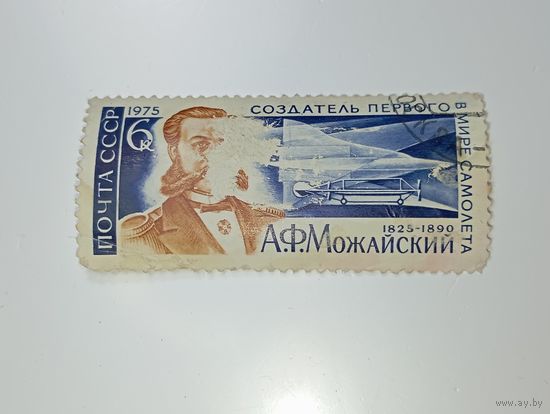 ПОЧТА СССР
1975
6К
СОЗДАТЕЛЬ ПЕРВОГО
В МИРЕ САМОЛЕТА
1825-1890
А.Ф.МОЖАЙСКИЙ
www.ay.by